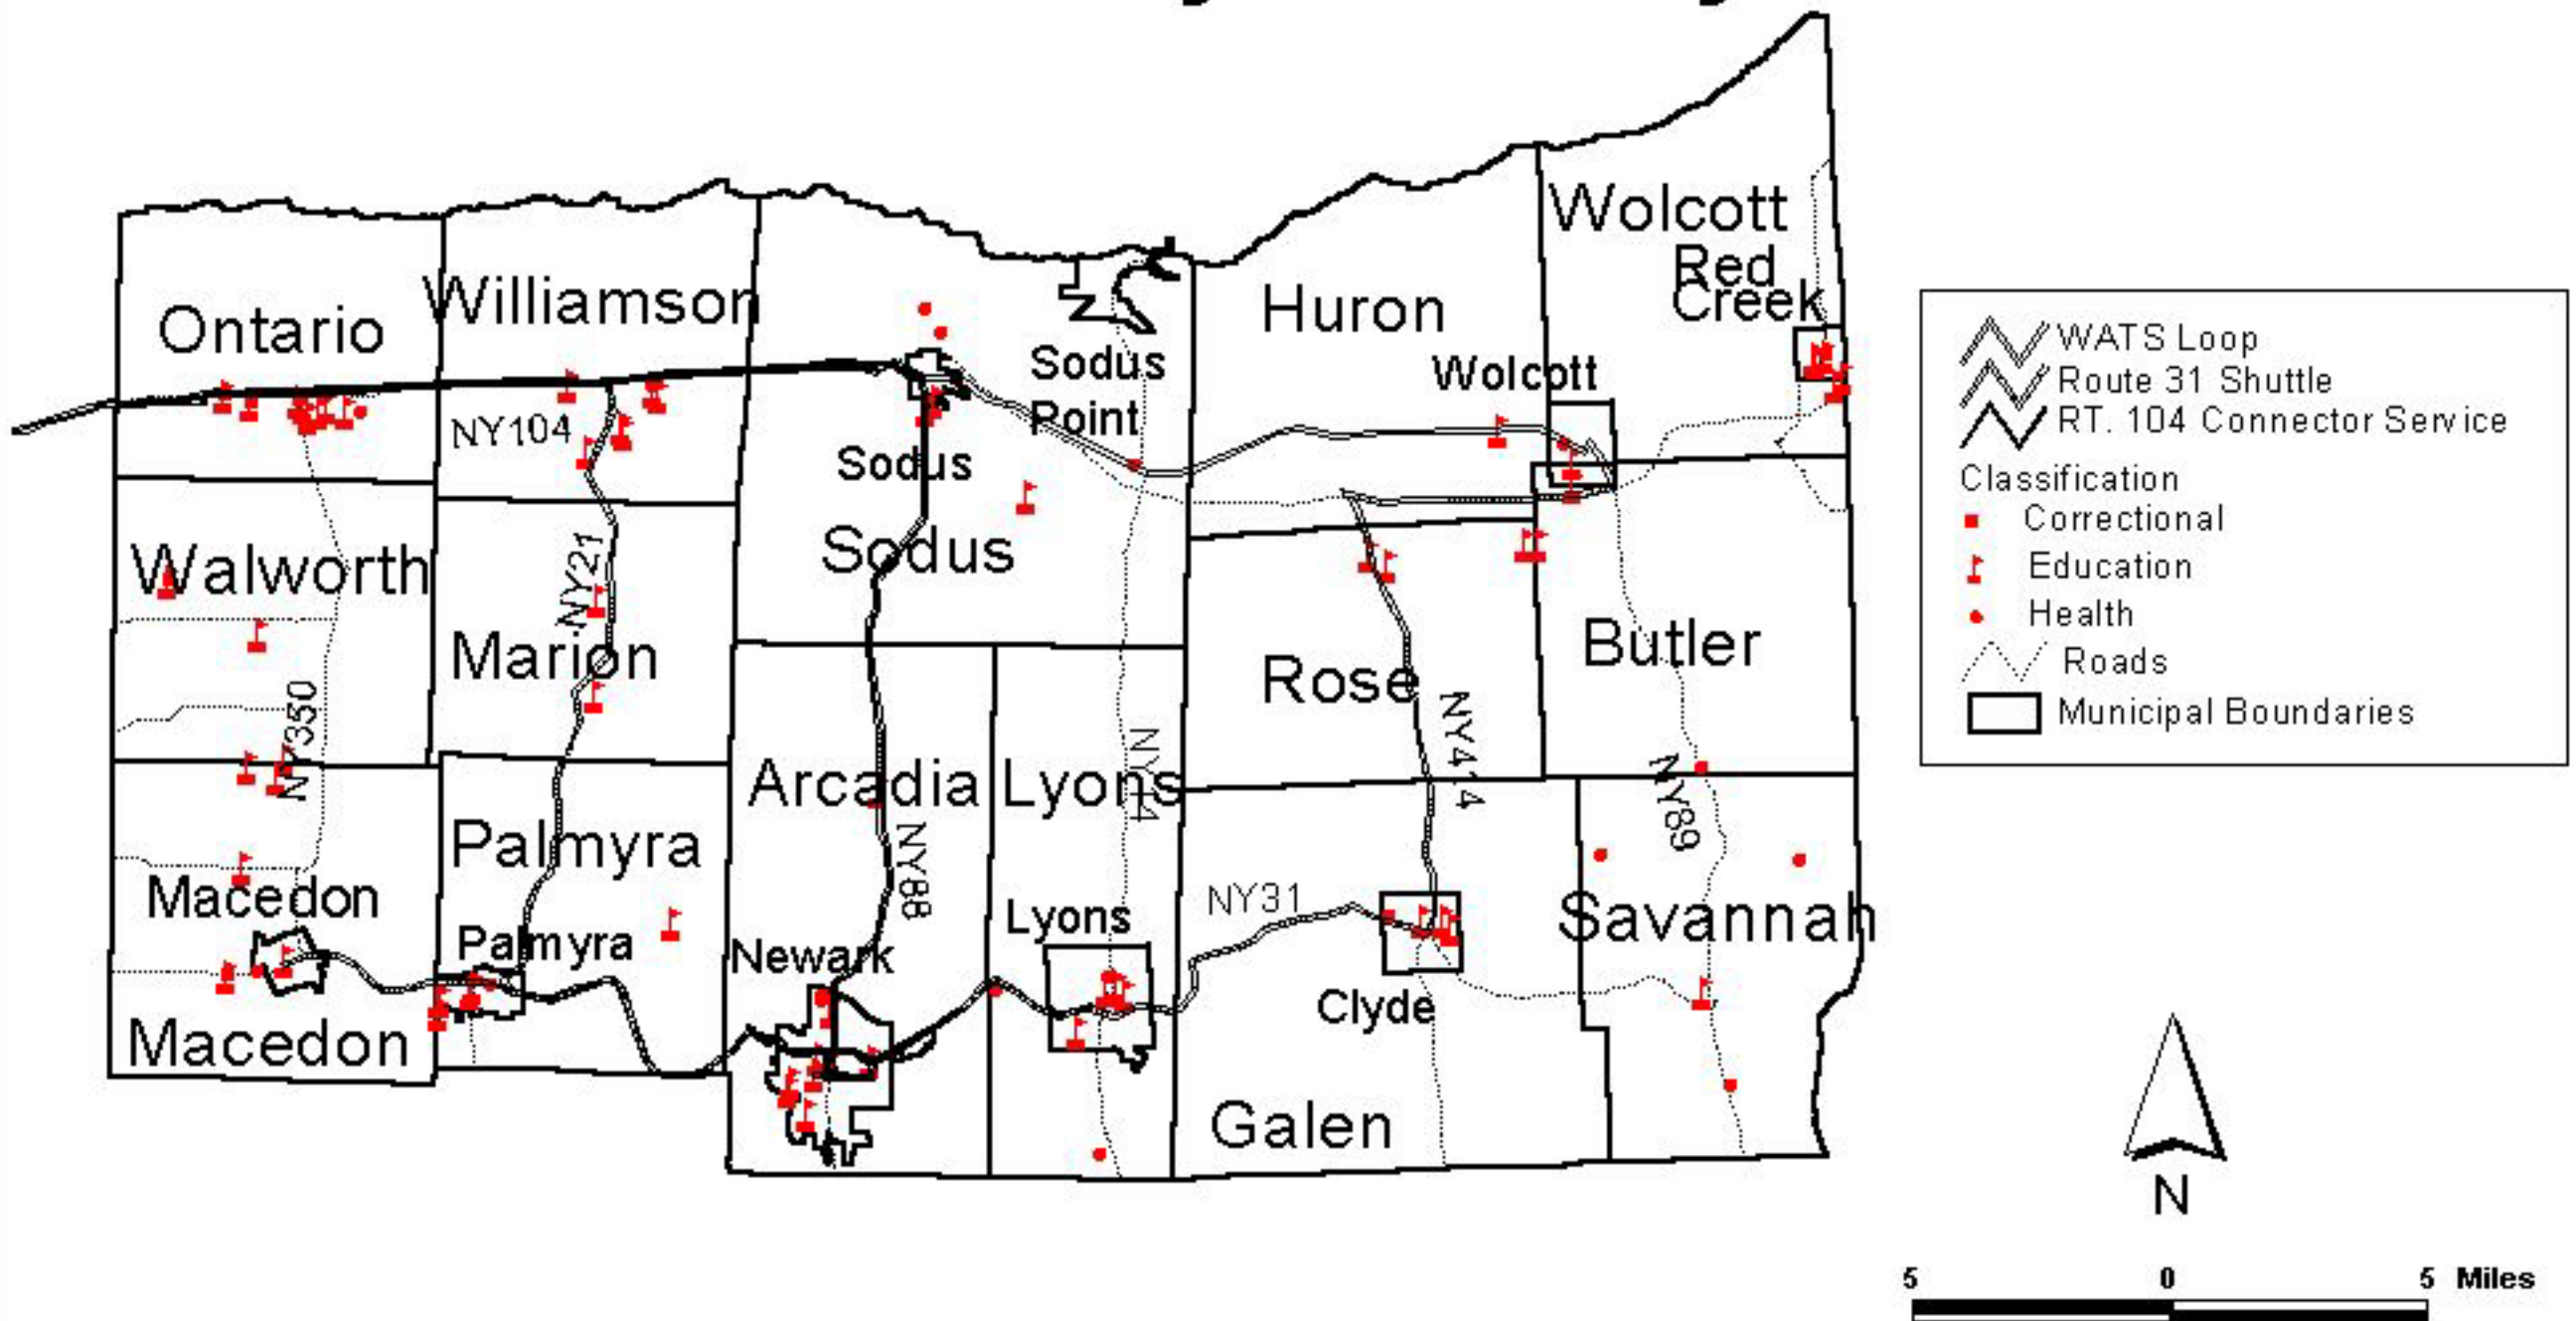 Wolcott
Red
Creek
Ontario
Williamson
Huron
Sodus
Point
Wolcott
NY104
Sodus
Sodus
Walworth
NY21
Marion
Rose
Butler
NY350
NY414
NY89
Arcadia
Lyons
NY14
Palmyra
NY88
Macedon
Palmyra
Newark
Lyons
NY31
Savannah
Clyde
Macedon
Galen
WATS Loop
Route 31 Shuttle
RT. 104 Connector Service
Classification
Correctional
Education
Health
Roads
Municipal Boundaries
N
5 0 5 Miles